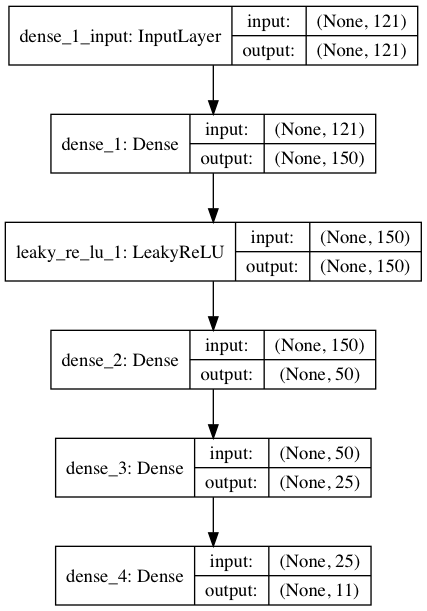 dense_1_input: InputLayer
input: (None, 121)
output: (None, 121)
dense_1: Dense
input: (None, 121)
output: (None, 150)
leaky_re_lu_1: LeakyReLU
input: (None, 150)
output: (None, 150)
dense_2: Dense
input: (None, 150)
output: (None, 50)
dense_3: Dense
input: (None, 50)
output: (None, 25)
dense_4: Dense
input: (None, 25)
output: (None, 11)